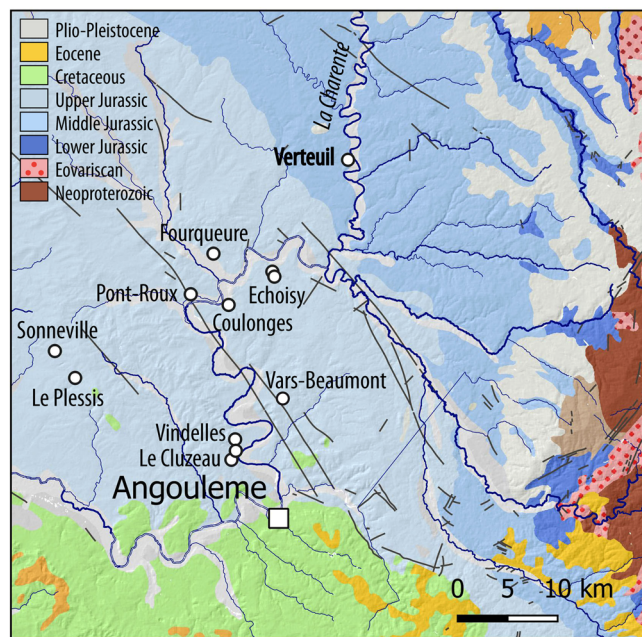 Plio-Pleistocene
Eocene
Cretaceous
Upper Jurassic
Middle Jurassic
Lower Jurassic
Eovariscan
Neoproterozoic
La Charente
Verteuil
Fourqueure
Pont-Roux
Echoisy
Coulonges
Sonneville
Le Plessis
Vars-Beaumont
Vindelles
Le Cluzeau
Angouleme
0 5 10 km